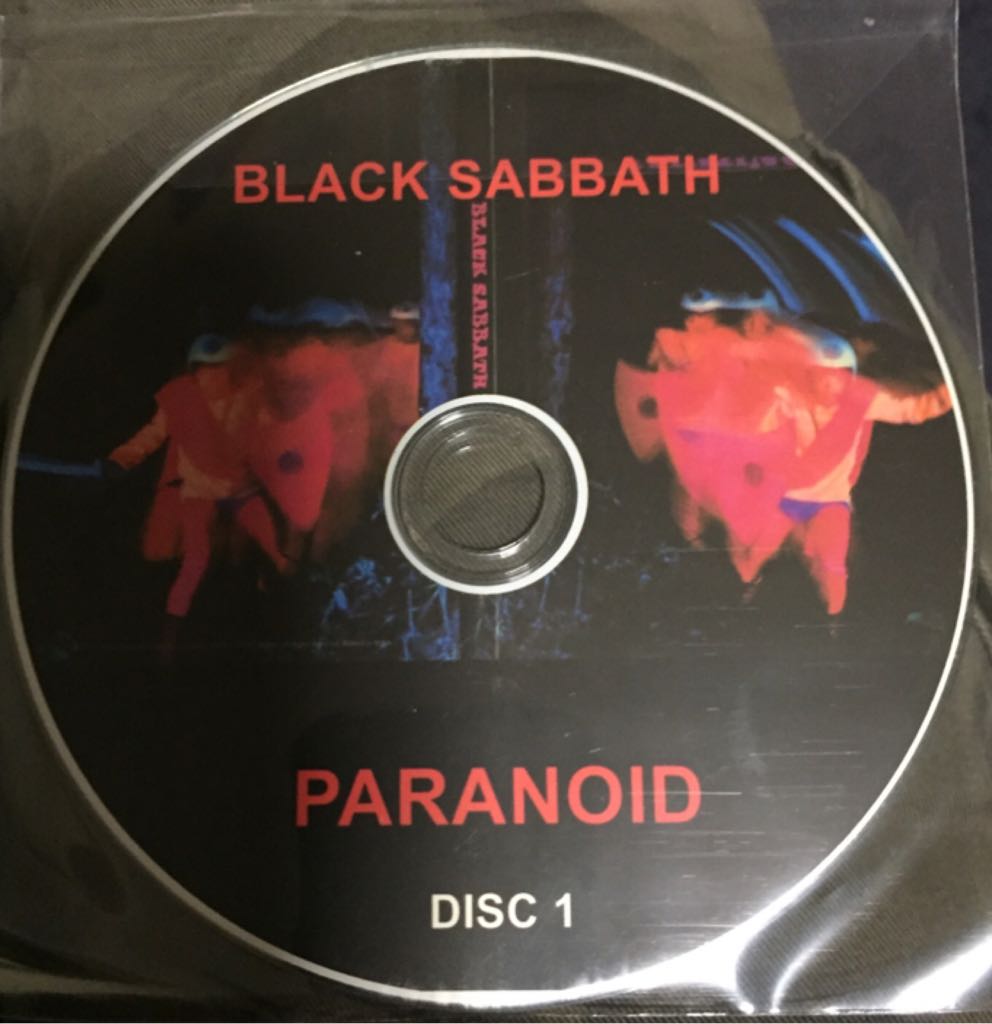 BLACK SABBATH
BLACK SABBATH
PARANOID
DISC 1